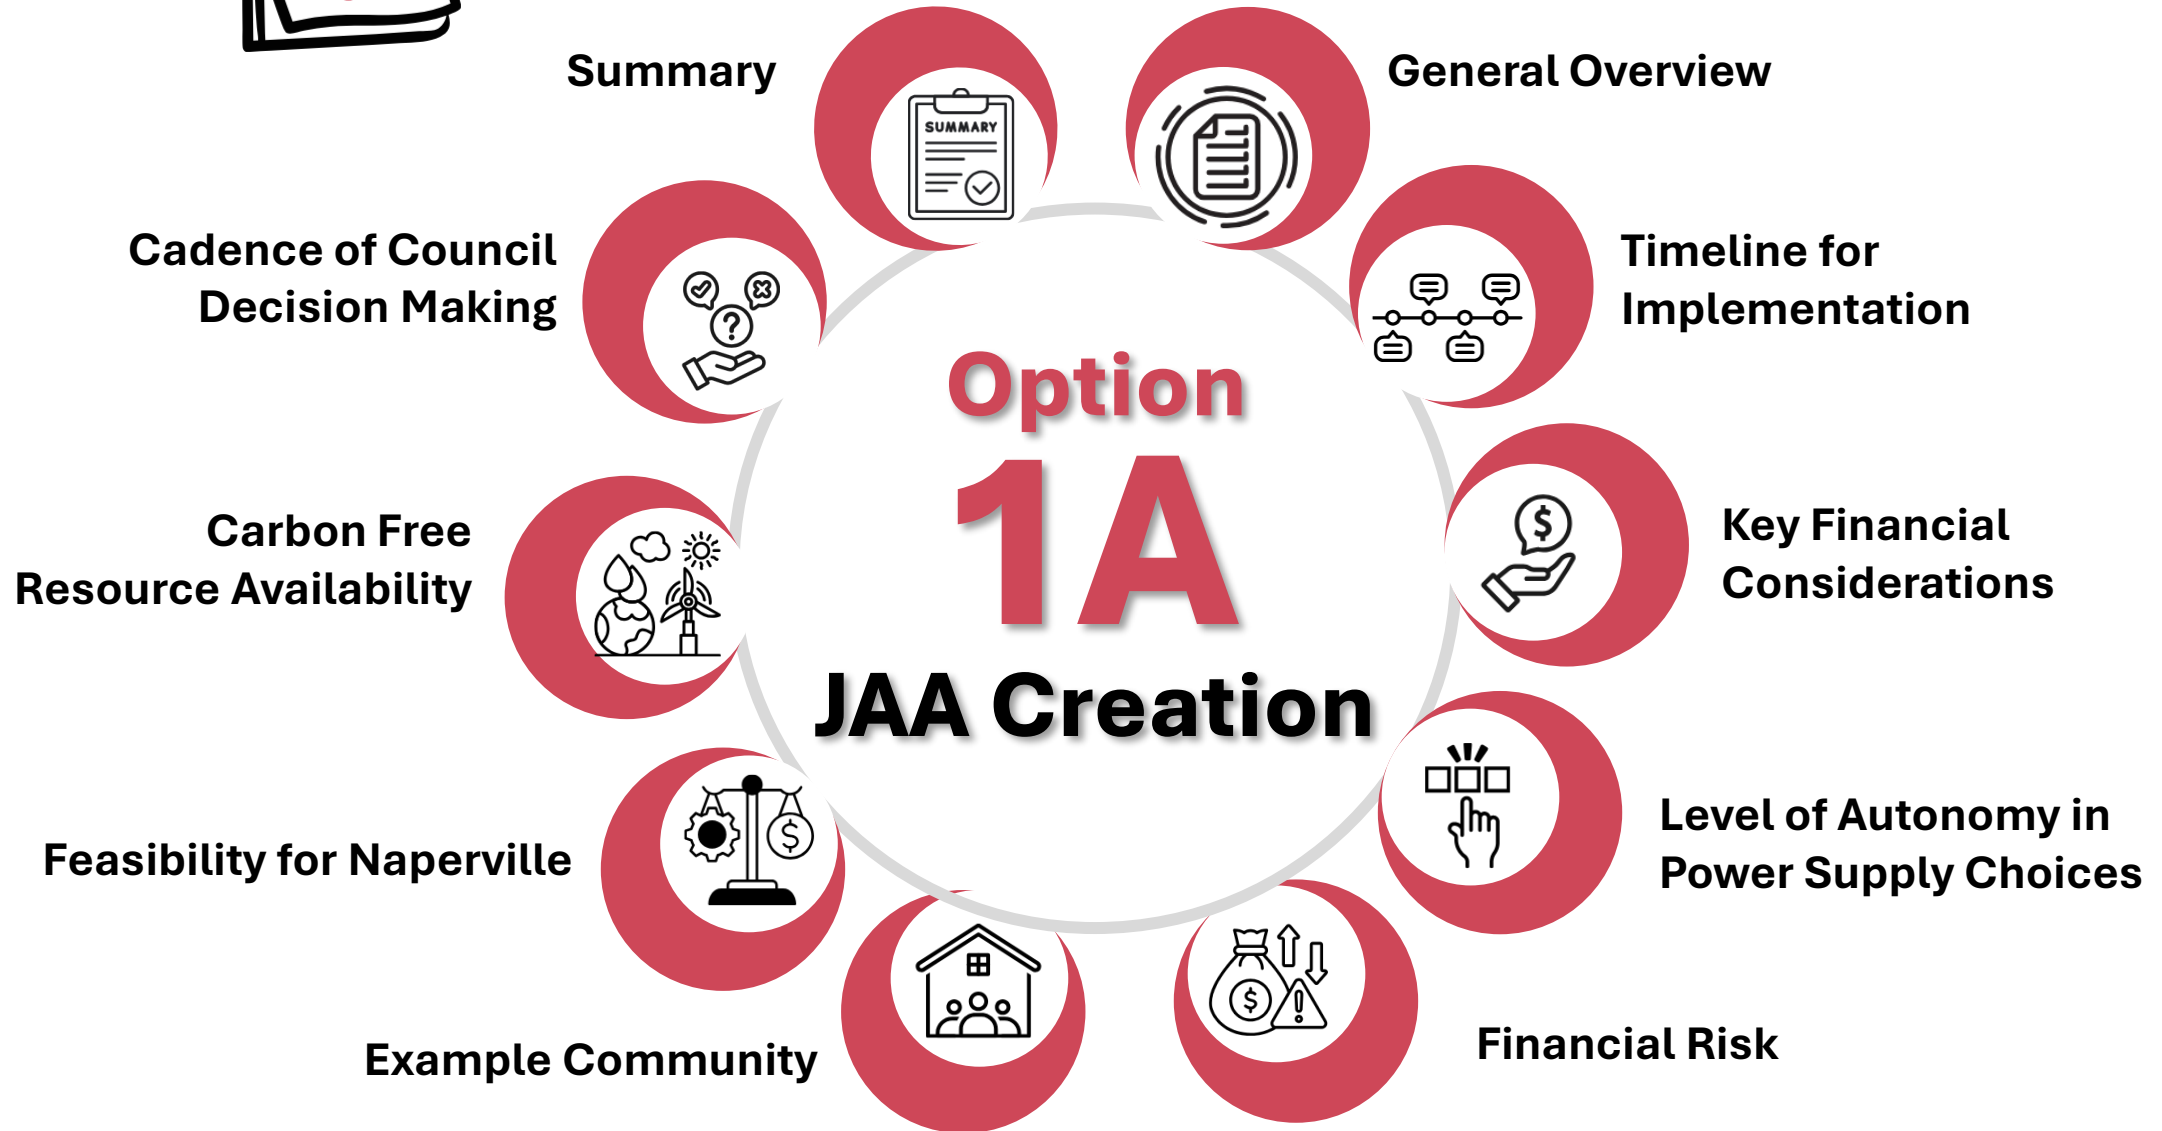 Summary
General Overview
SUMMARY
Cadence of Council
Decision Making
Timeline for
Implementation
Option
1A
JAA Creation
Carbon Free
Resource Availability
Key Financial
Considerations
Feasibility for Naperville
Level of Autonomy in
Power Supply Choices
Example Community
Financial Risk